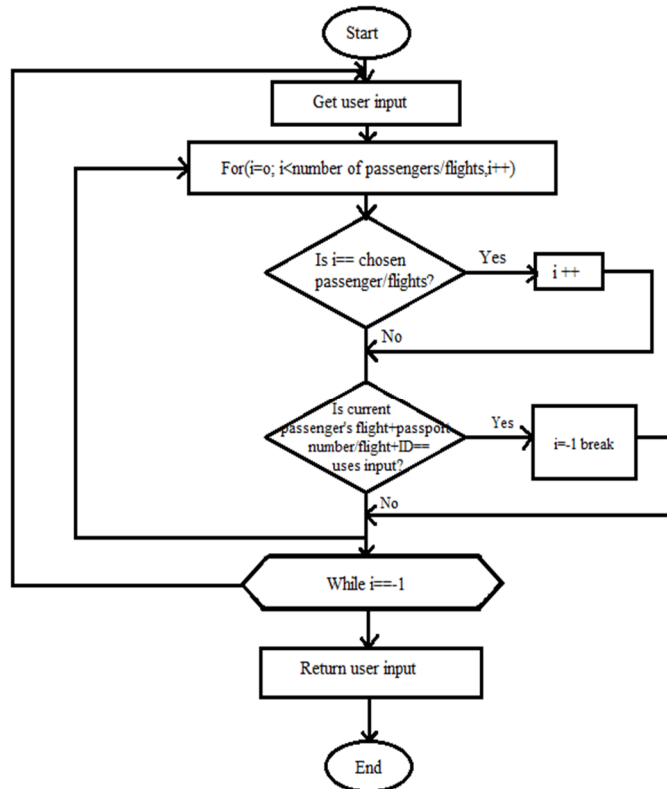 Start
Get user input
For(i=o; i<number of passengers/flights,i++)
Is i== chosen
passenger/flights?
Yes
i ++
No
Is current
passenger's flight+passport
number/flight+ID==
uses input?
Yes
i=-1 break
No
While i==-1
Return user input
End